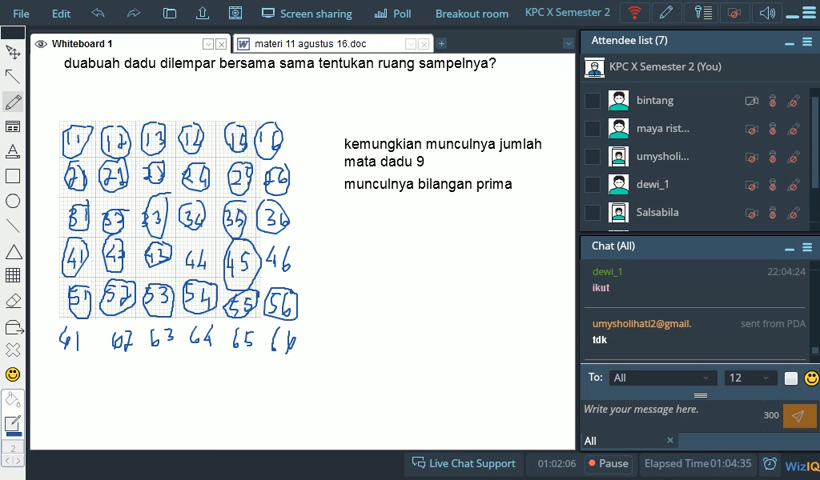 File Edit Screen sharing Poll Breakout room KPC X Semester 2
Whiteboard 1 materi 11 agustus 16.doc
duabuah dadu dilempar bersama sama tentukan ruang sampelnya?
11 12 13 14 15 16
21 22 23 24 25 26
31 32 33 34 35 36
41 42 43 44 45 46
51 52 53 54 55 56
61 62 63 64 65 66
kemungkian munculnya jumlah
mata dadu 9
munculnya bilangan prima
Attendee list (7)
KPC X Semester 2 (You)
bintang
maya rist...
umysholi...
dewi_1
Salsabila
Chat (All)
dewi_1 22:04:24
ikut
umysholihati2@gmail. sent from PDA
tdk
To: All 12
Write your message here. 300
All
2
Live Chat Support 01:02:06 Pause Elapsed Time 01:04:35 WizIQ